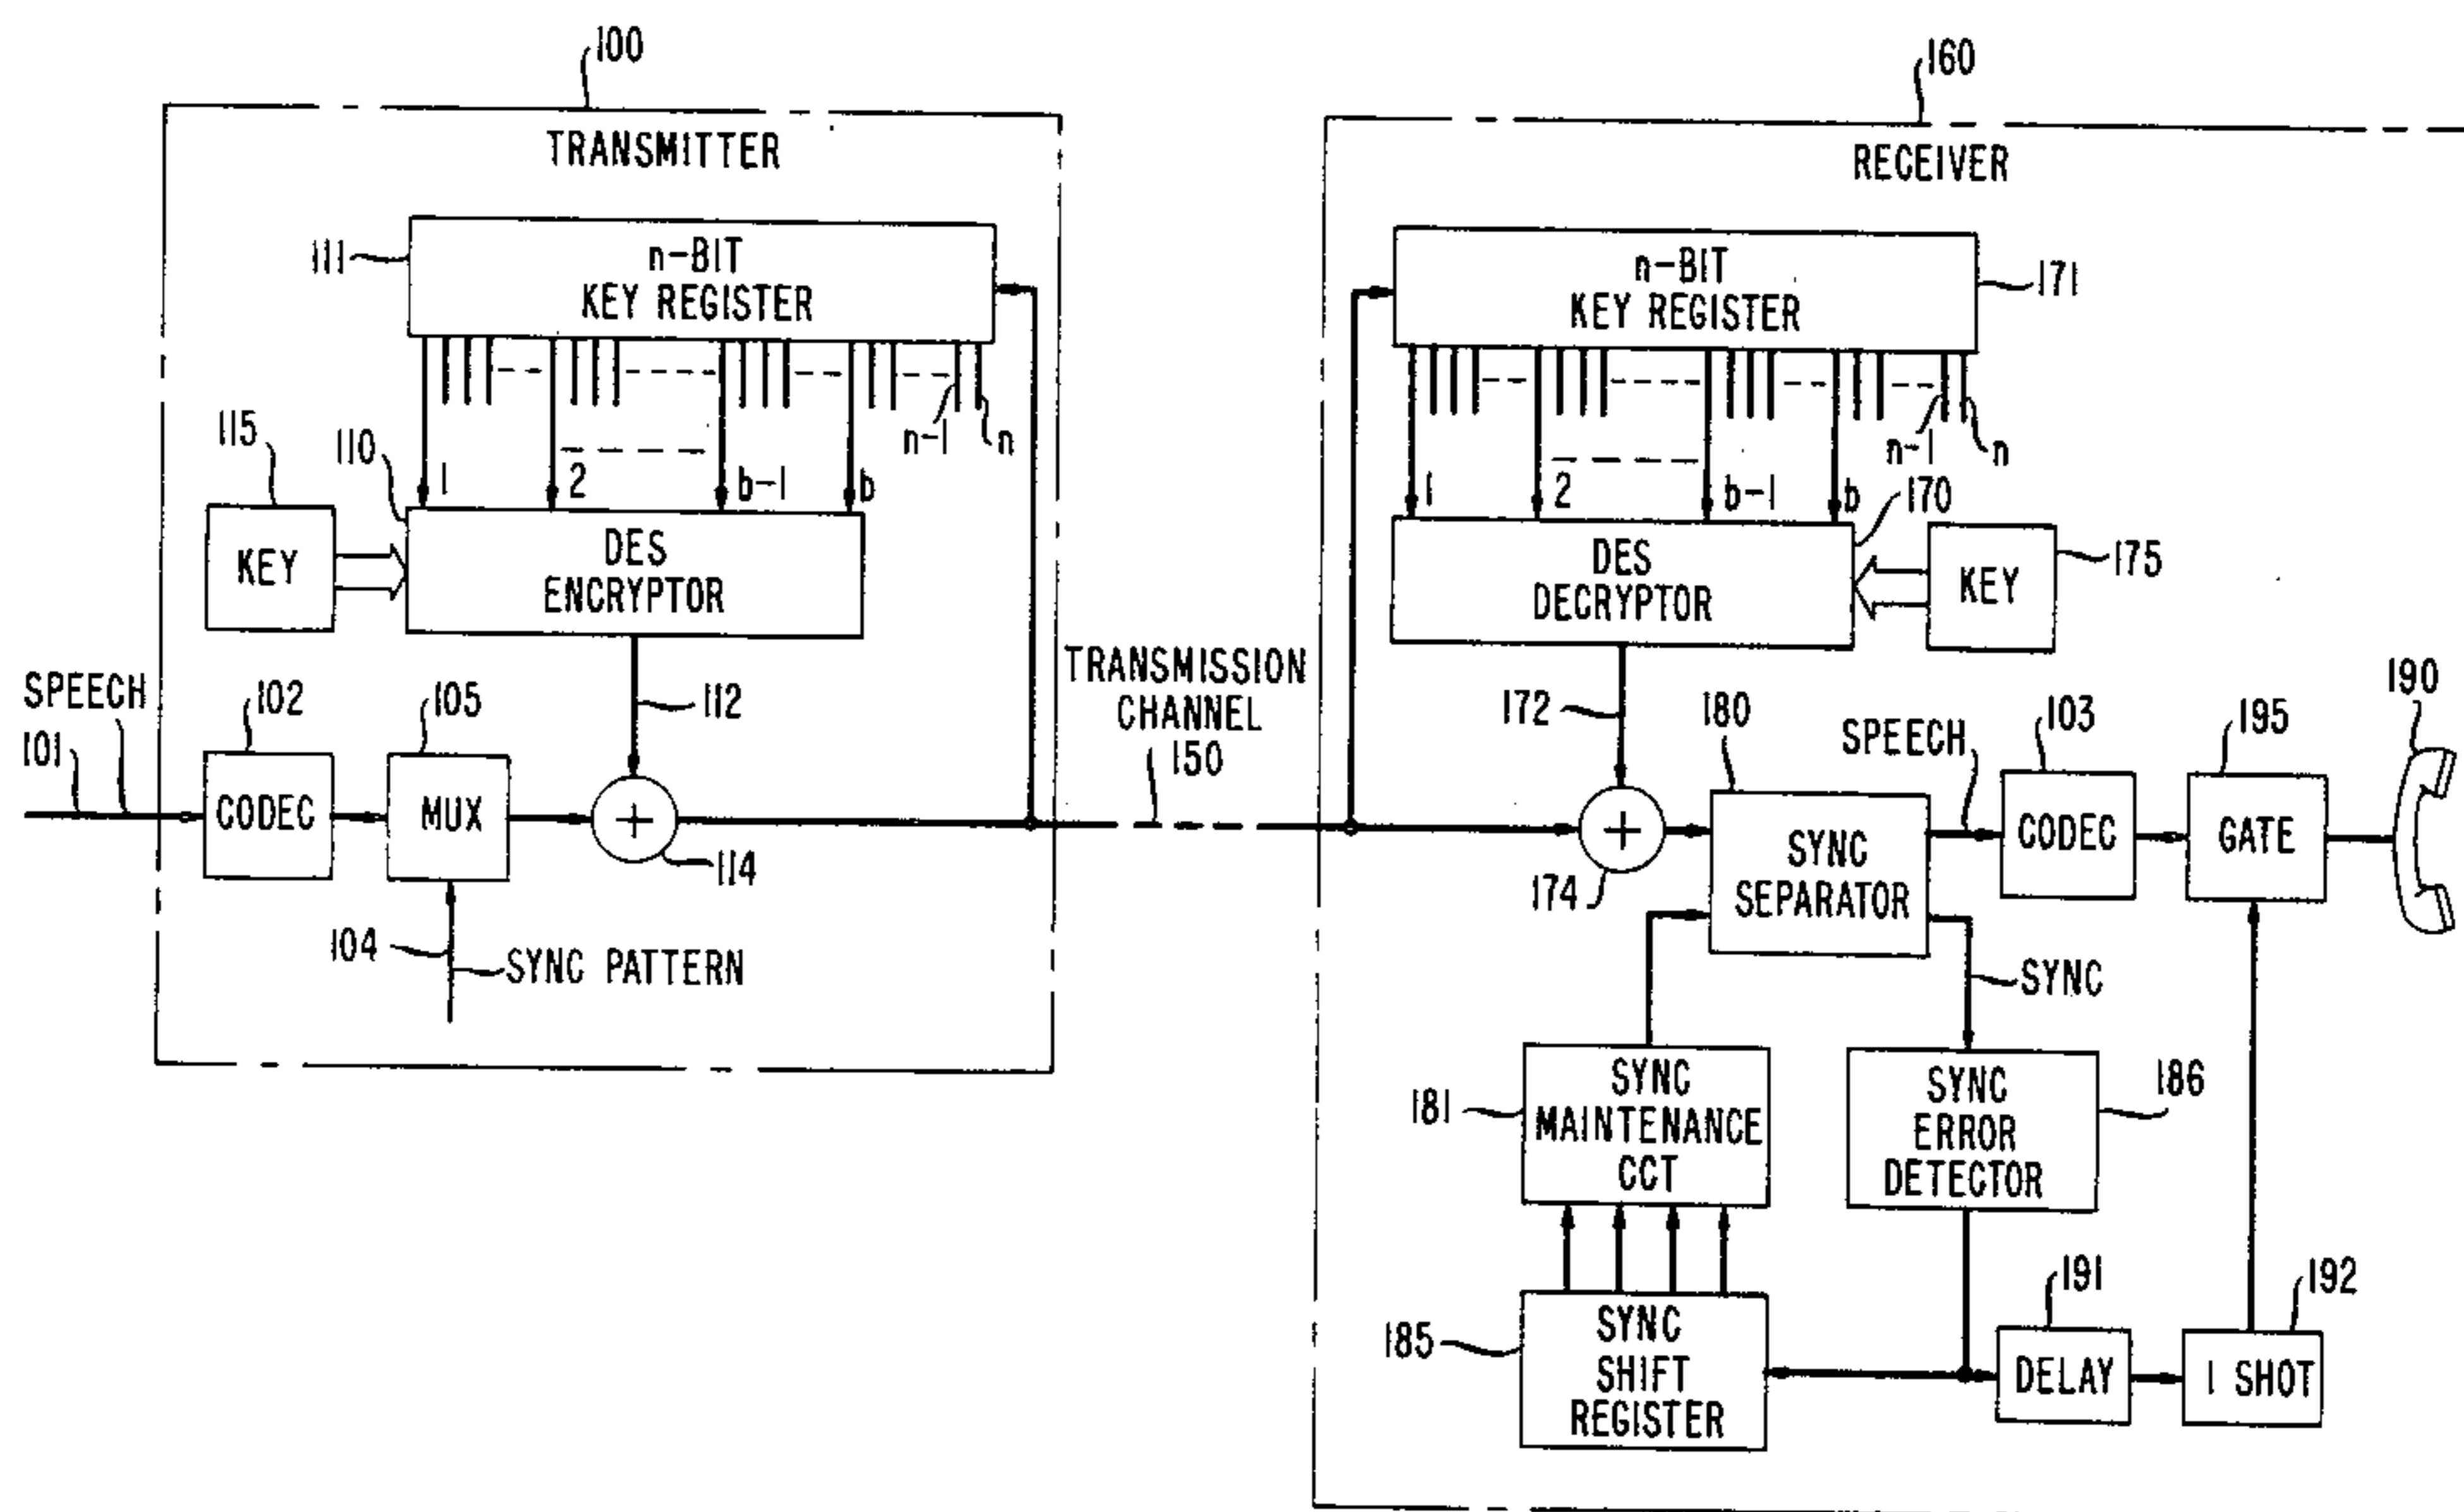 100
TRANSMITTER
111
n-BIT
KEY REGISTER
n-1
n
115
110
1
2
b-1
b
KEY
DES
ENCRYPTOR
SPEECH
101
102
105
112
CODEC
MUX
+
114
104
SYNC PATTERN
TRANSMISSION
CHANNEL
150
160
RECEIVER
n-BIT
KEY REGISTER
171
n-1
n
1
2
b-1
b
170
DES
DECRYPTOR
KEY
175
172
180
SPEECH
103
195
190
+
174
SYNC
SEPARATOR
CODEC
GATE
SYNC
181
SYNC
MAINTENANCE
CCT
SYNC
ERROR
DETECTOR
186
185
SYNC
SHIFT
REGISTER
191
DELAY
192
1 SHOT